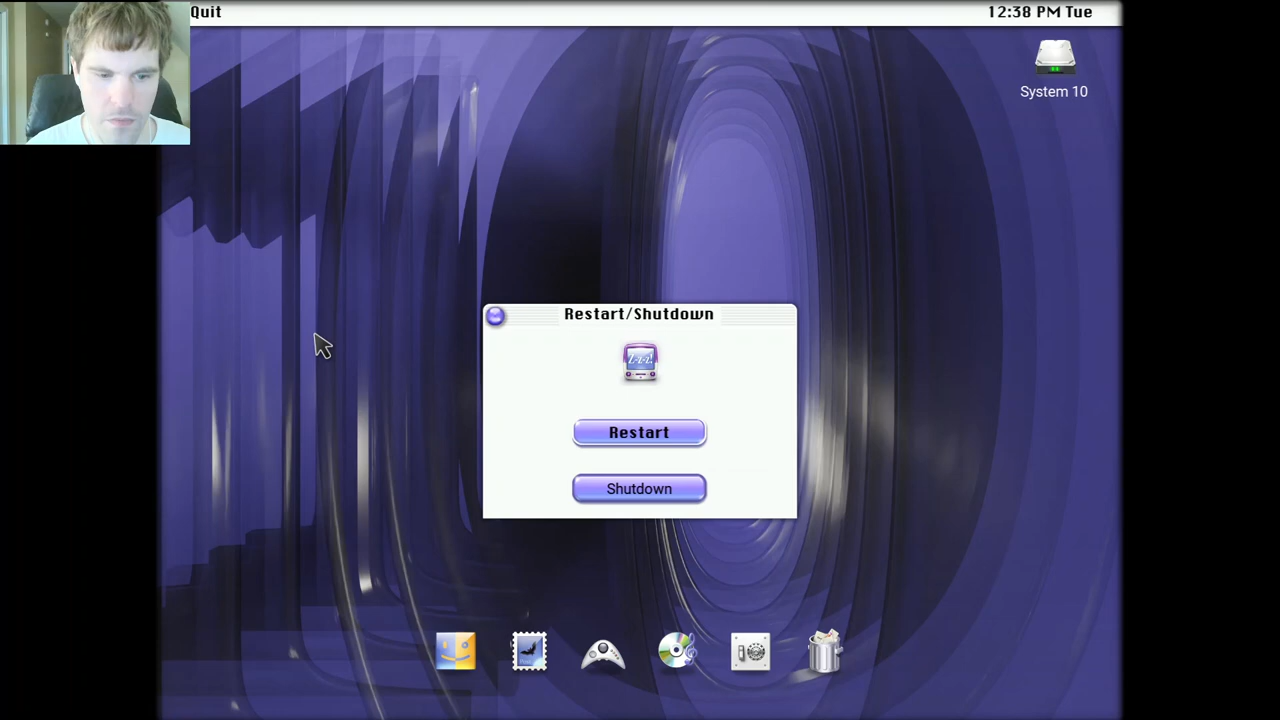 Quit
12:38 PM Tue
System 10
Restart/Shutdown
Z-z-z!
Restart
Shutdown